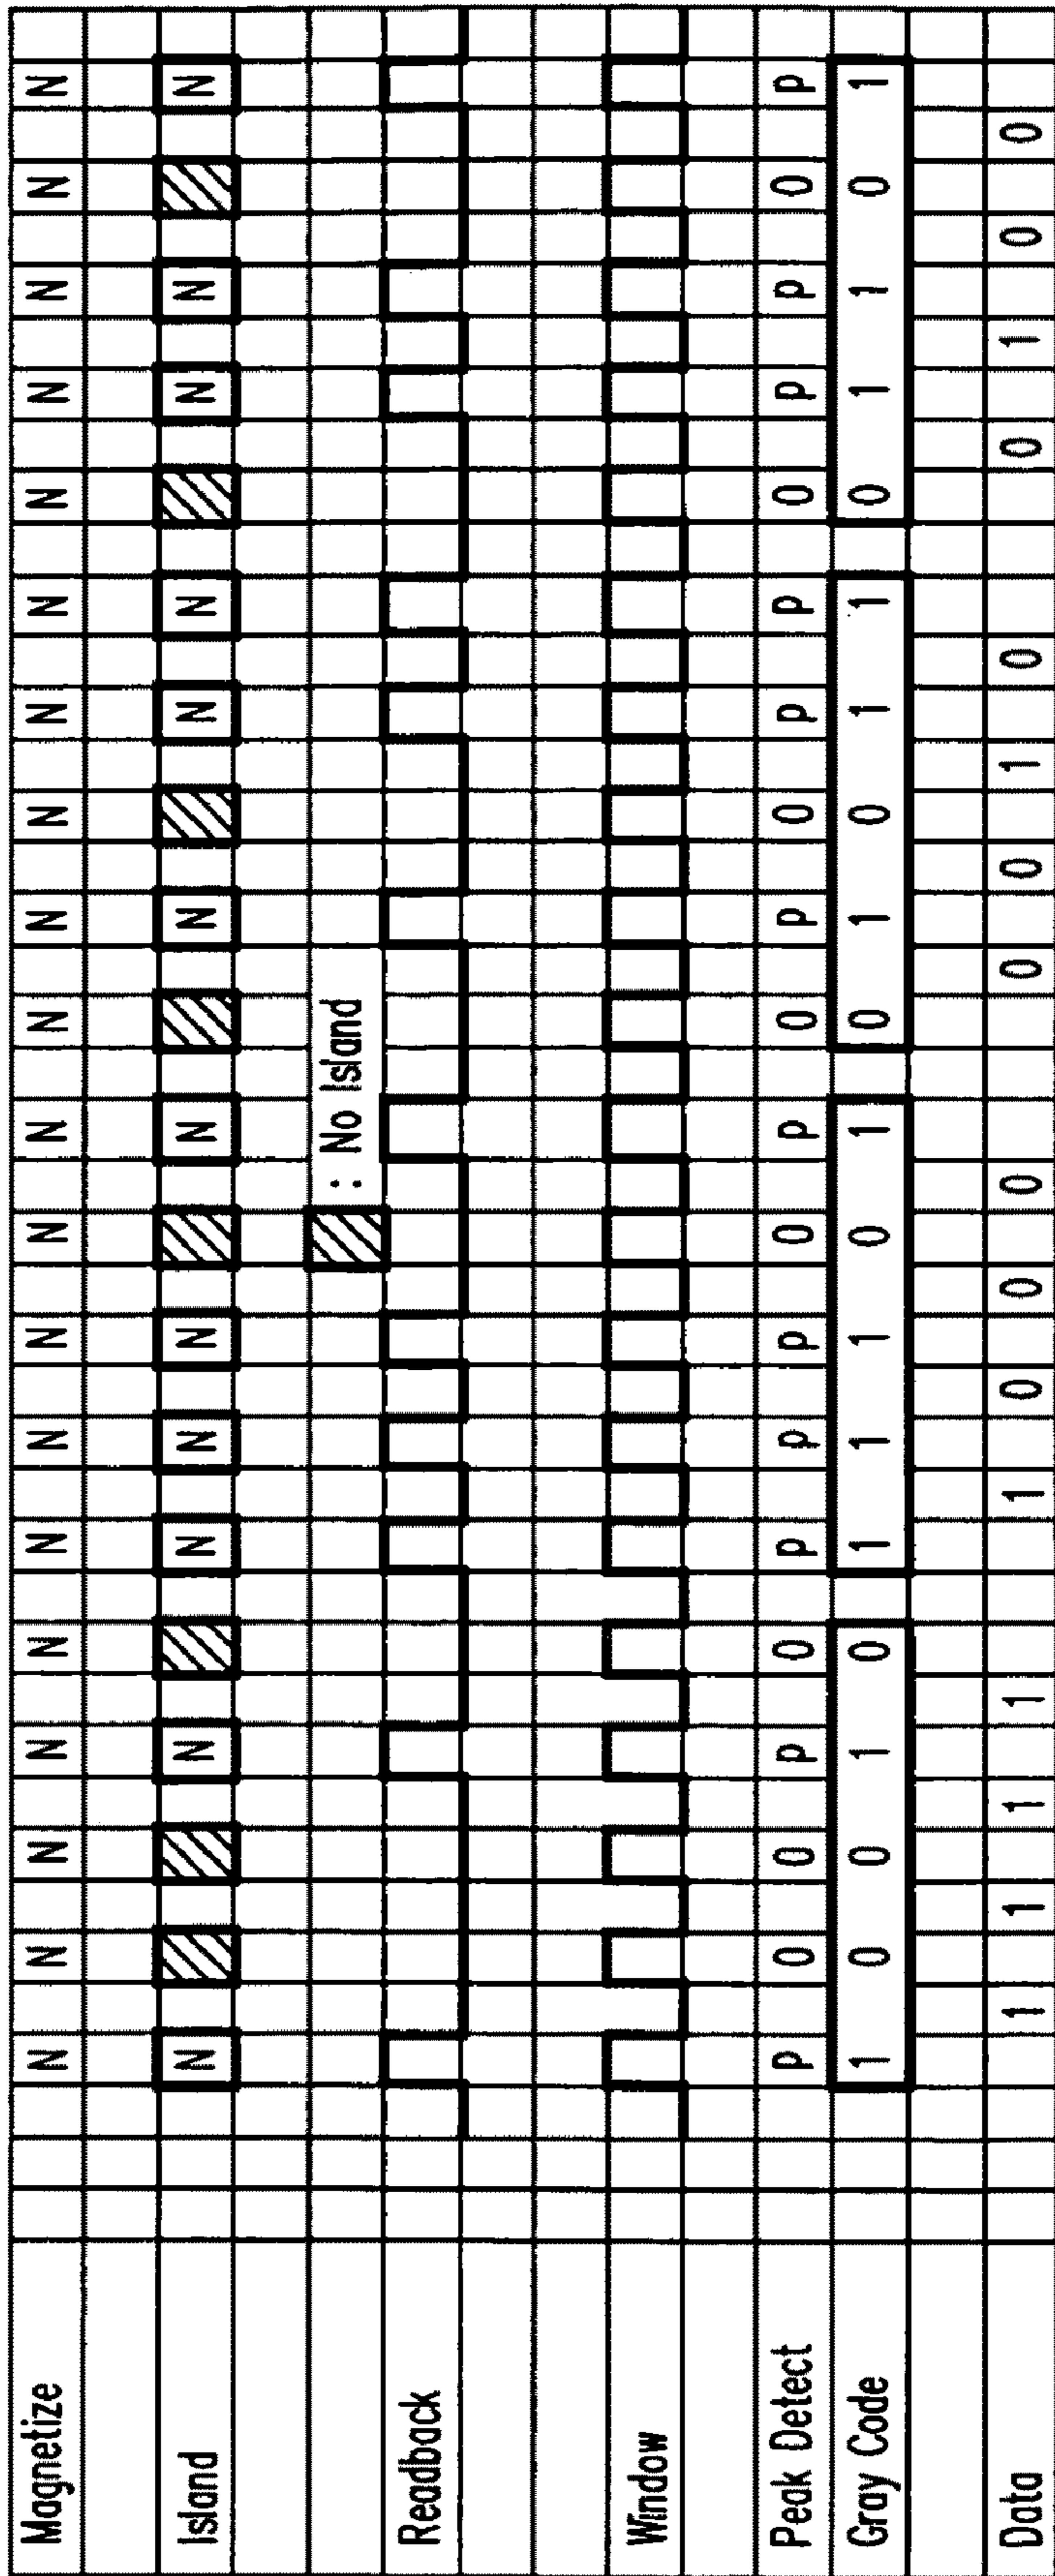 Magnetize N N N N N N N N N N N N N N N N N N N N
Island N N N N N N N N N N N N
: No Island
Readback
Window
Peak Detect P 0 0 P 0 P P P 0 P 0 P 0 P P 0 P P 0 P
Gray Code 1 0 0 1 0 1 1 1 0 1 0 1 0 1 1 0 1 1 0 1
Data 1 1 1 1 1 0 0 0 0 0 1 0 0 1 0 0